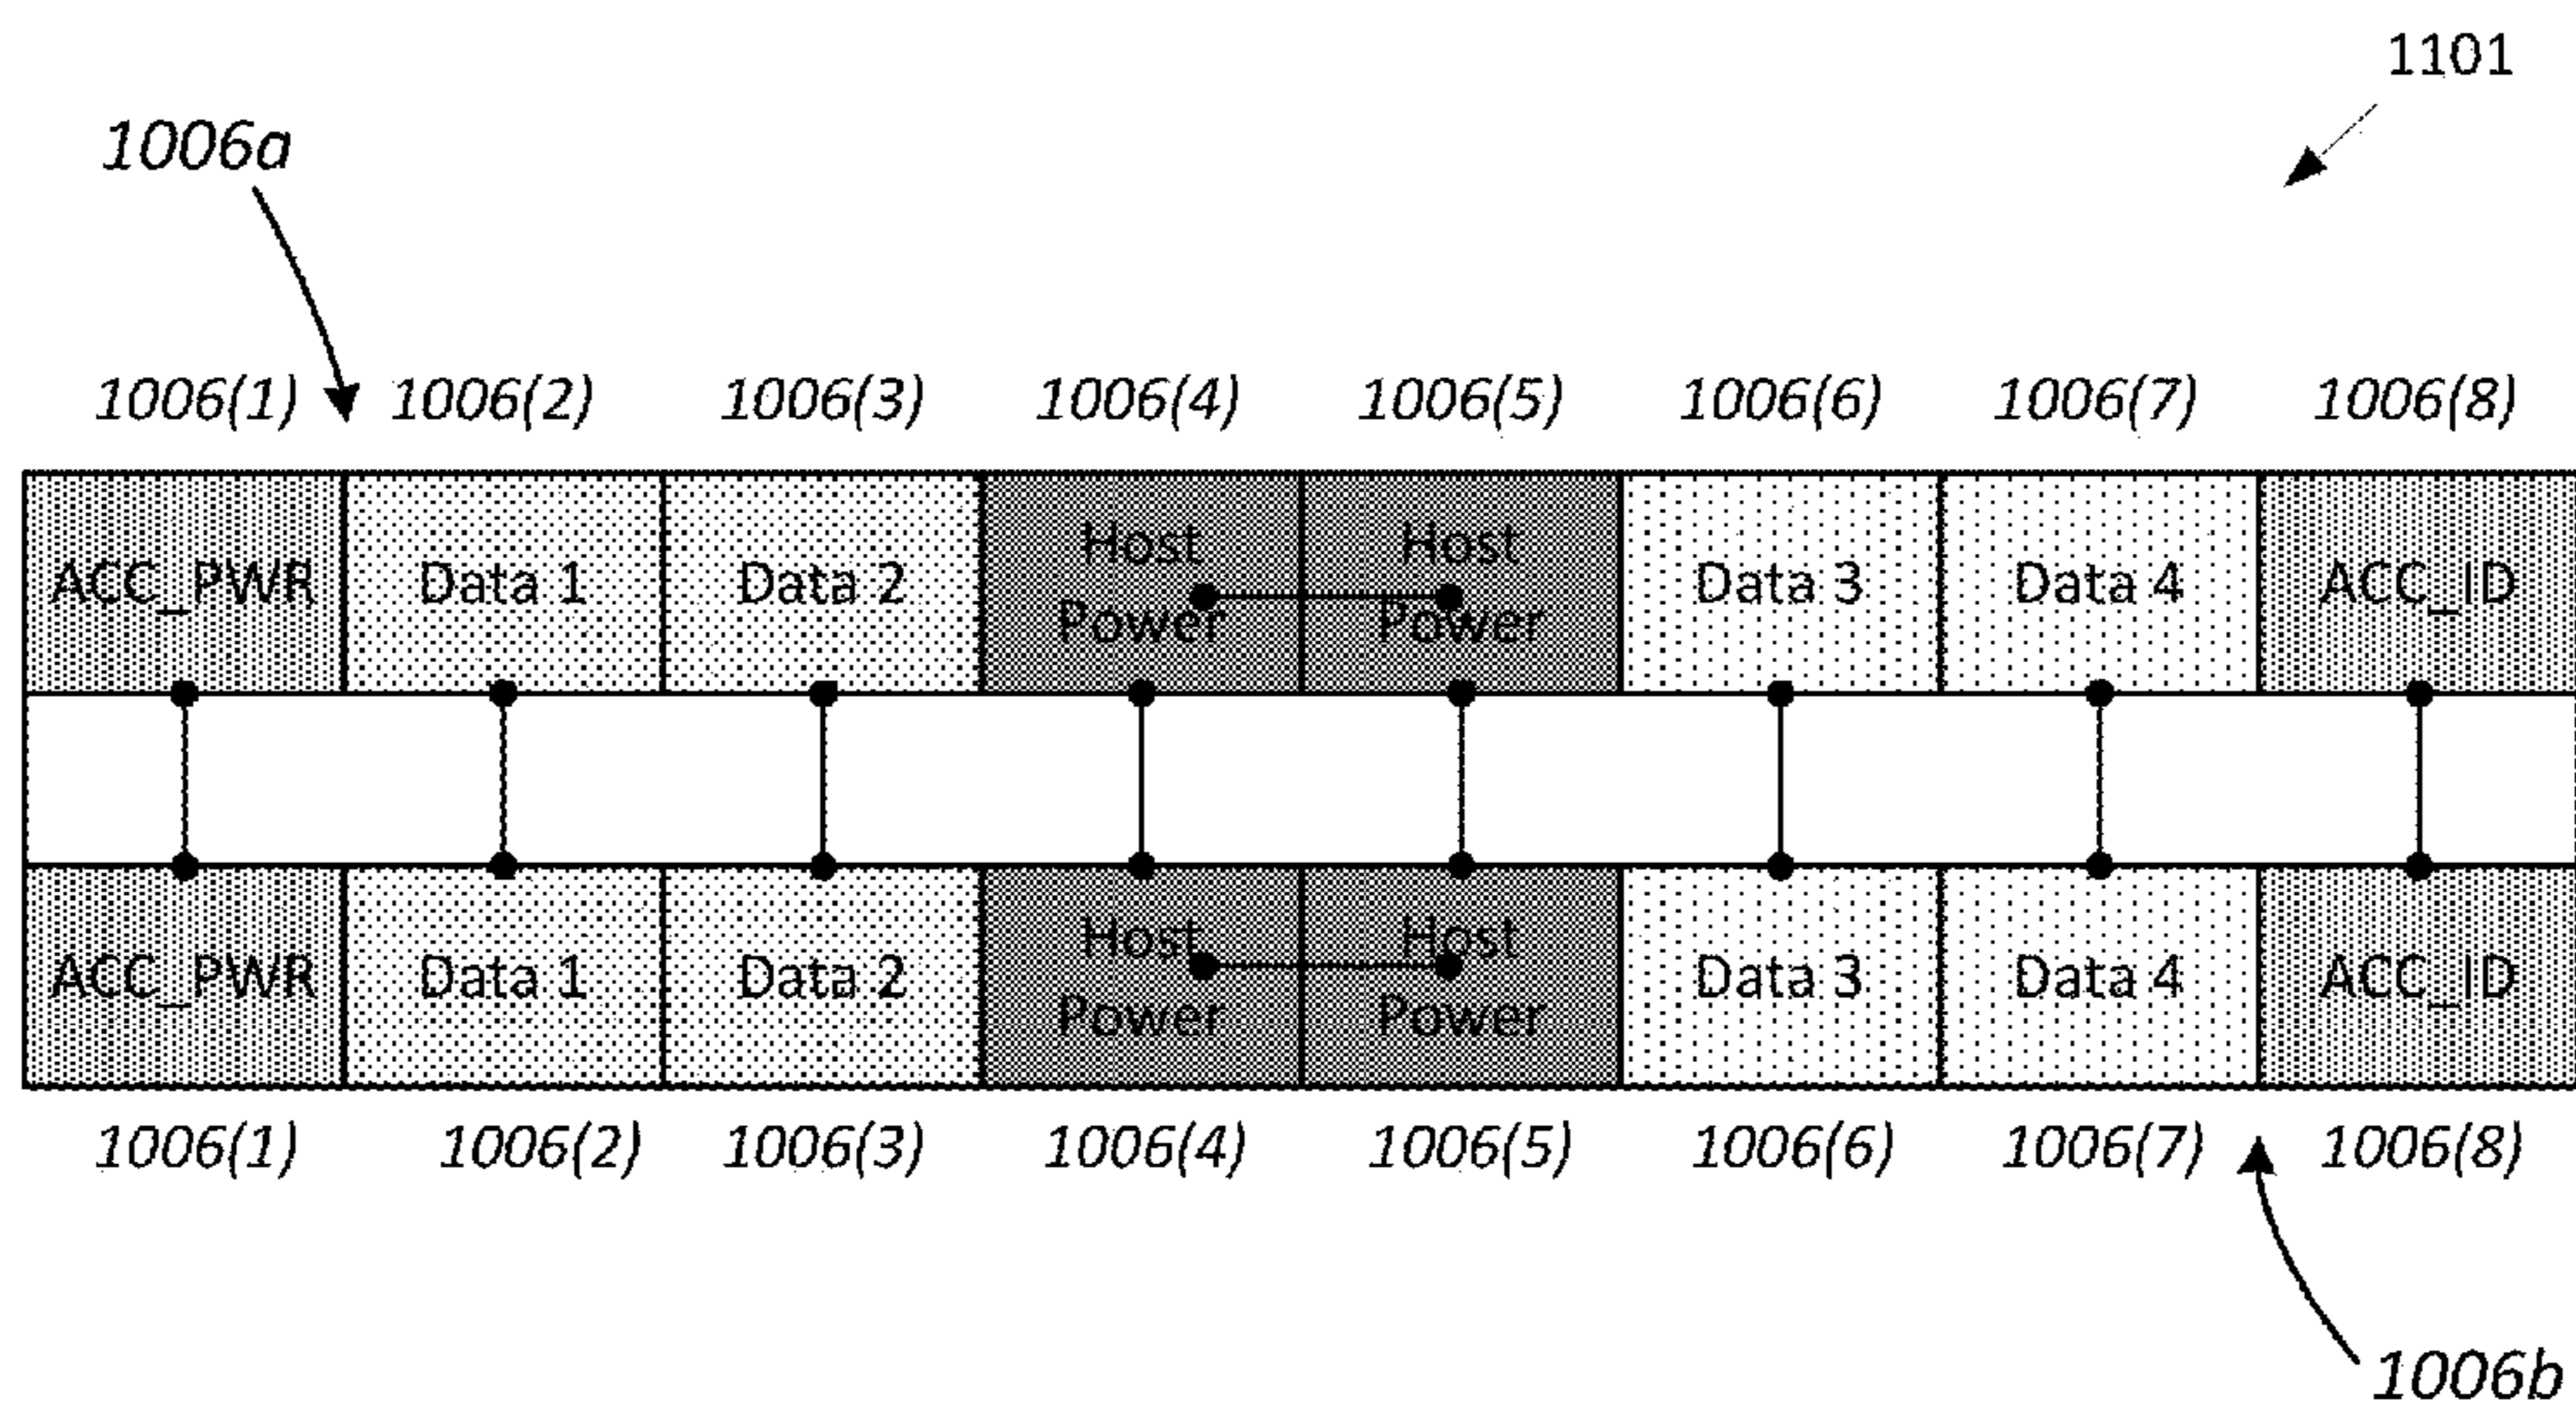 1101
1006a
1006(1) 1006(2) 1006(3) 1006(4) 1006(5) 1006(6) 1006(7) 1006(8)
ACC_PWR Data 1 Data 2 Host Power Host Power Data 3 Data 4 ACC_ID
ACC_PWR Data 1 Data 2 Host Power Host Power Data 3 Data 4 ACC_ID
1006(1) 1006(2) 1006(3) 1006(4) 1006(5) 1006(6) 1006(7) 1006(8)
1006b